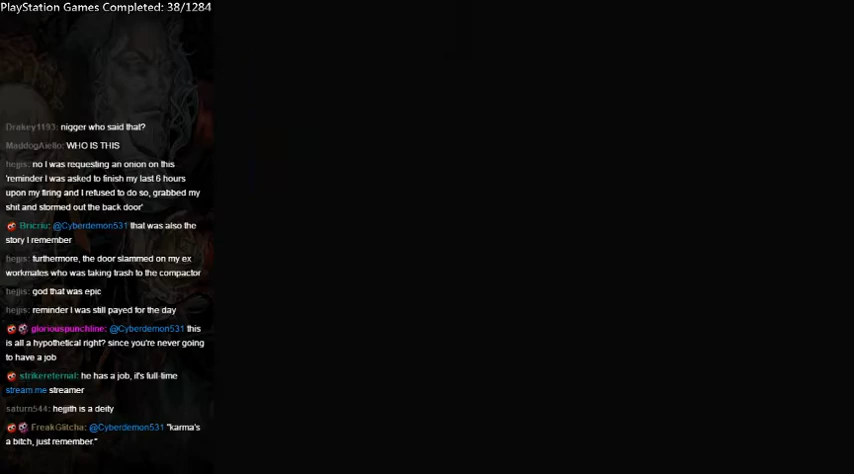 PlayStation Games Completed: 38/1284
Drakey1193: nigger who said that?
MaddogAiello: WHO IS THIS
hejjis: no I was requesting an onion on this
'reminder I was asked to finish my last 6 hours
upon my firing and I refused to do so, grabbed my
shit and stormed out the back door'
Bricriu: @Cyberdemon531 that was also the
story I remember
hejjis: furthermore, the door slammed on my ex
workmates who was taking trash to the compactor
hejjis: god that was epic
hejjis: reminder I was still payed for the day
gloriouspunchline: @Cyberdemon531 this
is all a hypothetical right? since you're never going
to have a job
strikereternal: he has a job, it's full-time
stream.me streamer
saturn544: hejjith is a deity
FreakGlitcha: @Cyberdemon531 "karma's
a bitch, just remember."